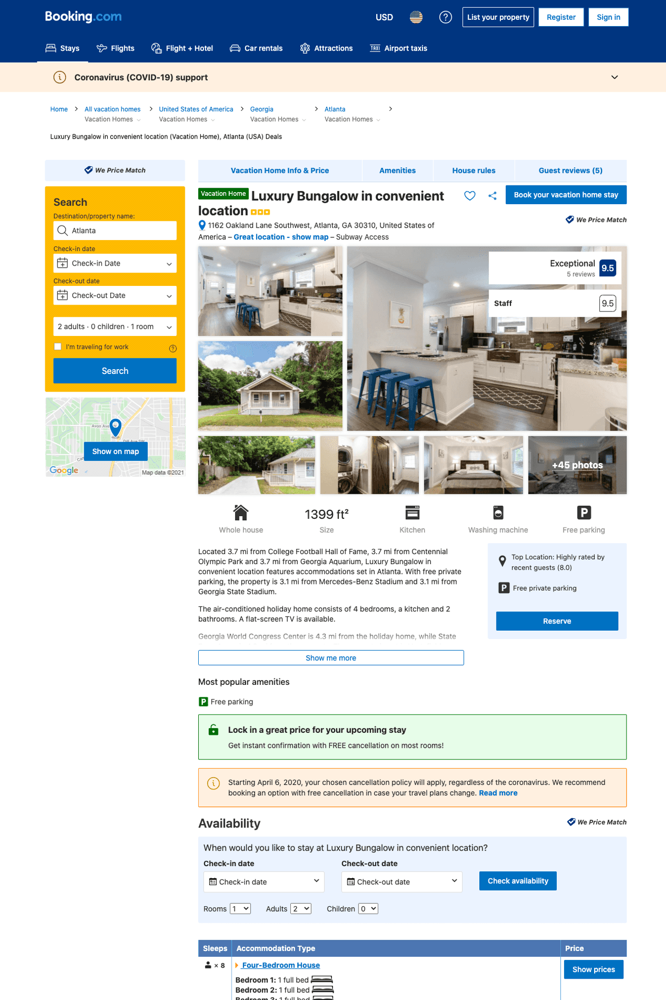 Booking.com
USD
List your property
Register
Sign in
Stays
Flights
Flight + Hotel
Car rentals
Attractions
TAXI
Airport taxis
Coronavirus (COVID-19) support
Home
All vacation homes
United States of America
Georgia
Atlanta
Vacation Homes
Vacation Homes
Vacation Homes
Vacation Homes
Luxury Bungalow in convenient location (Vacation Home), Atlanta (USA) Deals
We Price Match
Search
Destination/property name:
Atlanta
Check-in date
Check-in Date
Check-out date
Check-out Date
2 adults · 0 children · 1 room
I'm traveling for work
Search
Avon Ave
Dill Ave SW
Show on map
Google
Map data ©2021
Vacation Home Info & Price
Amenities
House rules
Guest reviews (5)
Vacation Home
Luxury Bungalow in convenient
location
Book your vacation home stay
We Price Match
1162 Oakland Lane Southwest, Atlanta, GA 30310, United States of
America – Great location - show map – Subway Access
Exceptional
5 reviews
9.5
Staff
9.5
+45 photos
Whole house
1399 ft²
Size
Kitchen
Washing machine
P
Free parking
Located 3.7 mi from College Football Hall of Fame, 3.7 mi from Centennial
Olympic Park and 3.7 mi from Georgia Aquarium, Luxury Bungalow in
convenient location features accommodations set in Atlanta. With free private
parking, the property is 3.1 mi from Mercedes-Benz Stadium and 3.1 mi from
Georgia State Stadium.
The air-conditioned holiday home consists of 4 bedrooms, a kitchen and 2
bathrooms. A flat-screen TV is available.
Georgia World Congress Center is 4.3 mi from the holiday home, while State
Show me more
Top Location: Highly rated by
recent guests (8.0)
P Free private parking
Reserve
Most popular amenities
P Free parking
Lock in a great price for your upcoming stay
Get instant confirmation with FREE cancellation on most rooms!
Starting April 6, 2020, your chosen cancellation policy will apply, regardless of the coronavirus. We recommend
booking an option with free cancellation in case your travel plans change. Read more
Availability
We Price Match
When would you like to stay at Luxury Bungalow in convenient location?
Check-in date
Check-out date
Check-in date
Check-out date
Check availability
Rooms 1
Adults 2
Children 0
Sleeps
Accommodation Type
Price
× 8
Four-Bedroom House
Show prices
Bedroom 1: 1 full bed
Bedroom 2: 1 full bed
Bedroom 3: 1 full bed